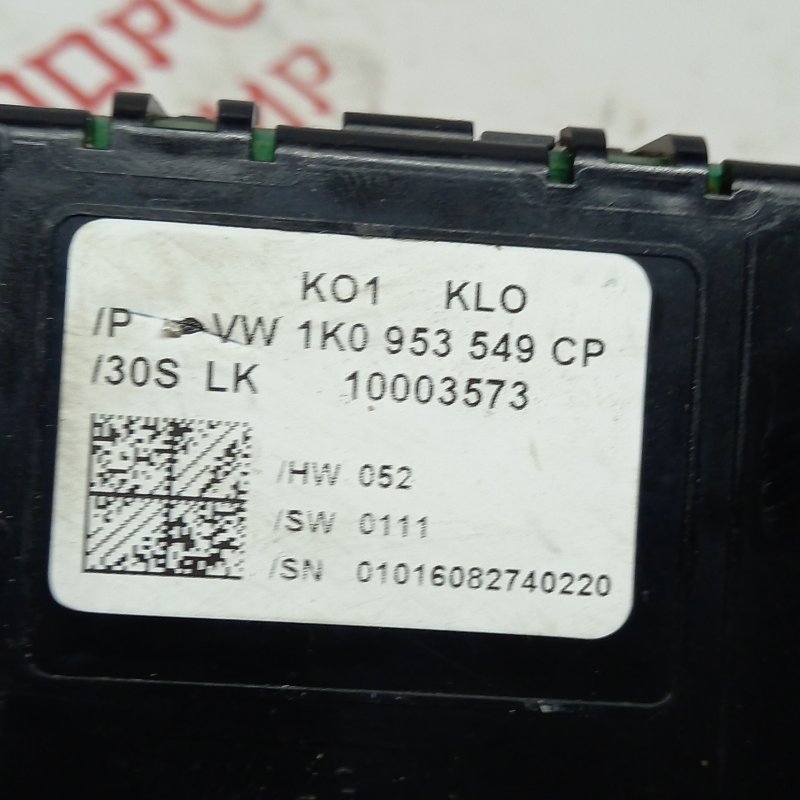 KO1 KLO
/P VW 1K0 953 549 CP
/30S LK 10003573
/HW 052
/SW 0111
/SN 01016082740220